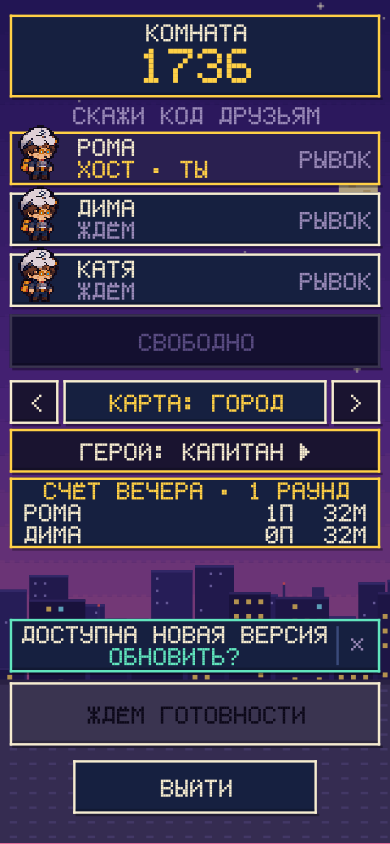 КОМНАТА
1736
СКАЖИ КОД ДРУЗЬЯМ
РОМА
ХОСТ · ТЫ
РЫВОК
ДИМА
ЖДЁМ
РЫВОК
КАТЯ
ЖДЁМ
РЫВОК
СВОБОДНО
< КАРТА: ГОРОД >
ГЕРОЙ: КАПИТАН ▶
СЧЁТ ВЕЧЕРА · 1 РАУНД
РОМА 1П 32М
ДИМА 0П 32М
ДОСТУПНА НОВАЯ ВЕРСИЯ
ОБНОВИТЬ? ×
ЖДЁМ ГОТОВНОСТИ
ВЫЙТИ